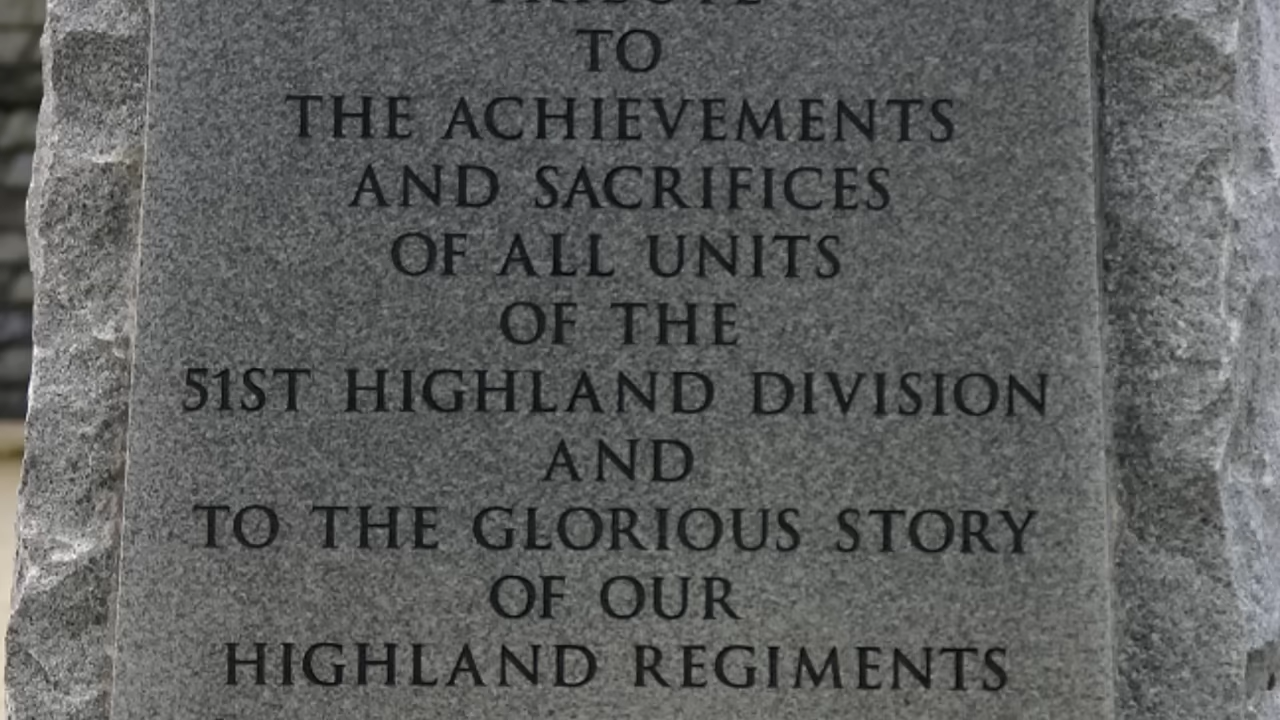 TRIBUTE
TO
THE ACHIEVEMENTS
AND SACRIFICES
OF ALL UNITS
OF THE
51ST HIGHLAND DIVISION
AND
TO THE GLORIOUS STORY
OF OUR
HIGHLAND REGIMENTS